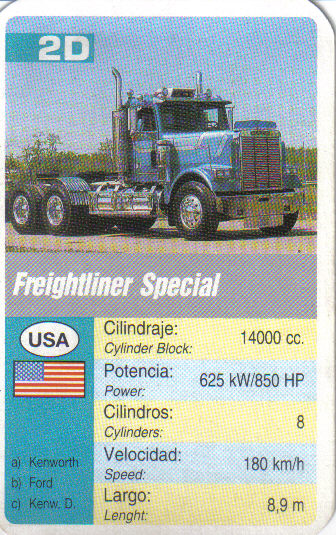 2D
Freightliner Special
USA
Cilindraje: 14000 cc.
Cylinder Block:
Potencia: 625 kW/850 HP
Power:
Cilindros: 8
Cylinders:
Velocidad: 180 km/h
Speed:
Largo: 8,9 m
Lenght:
a) Kenworth
b) Ford
c) Kenw. D.